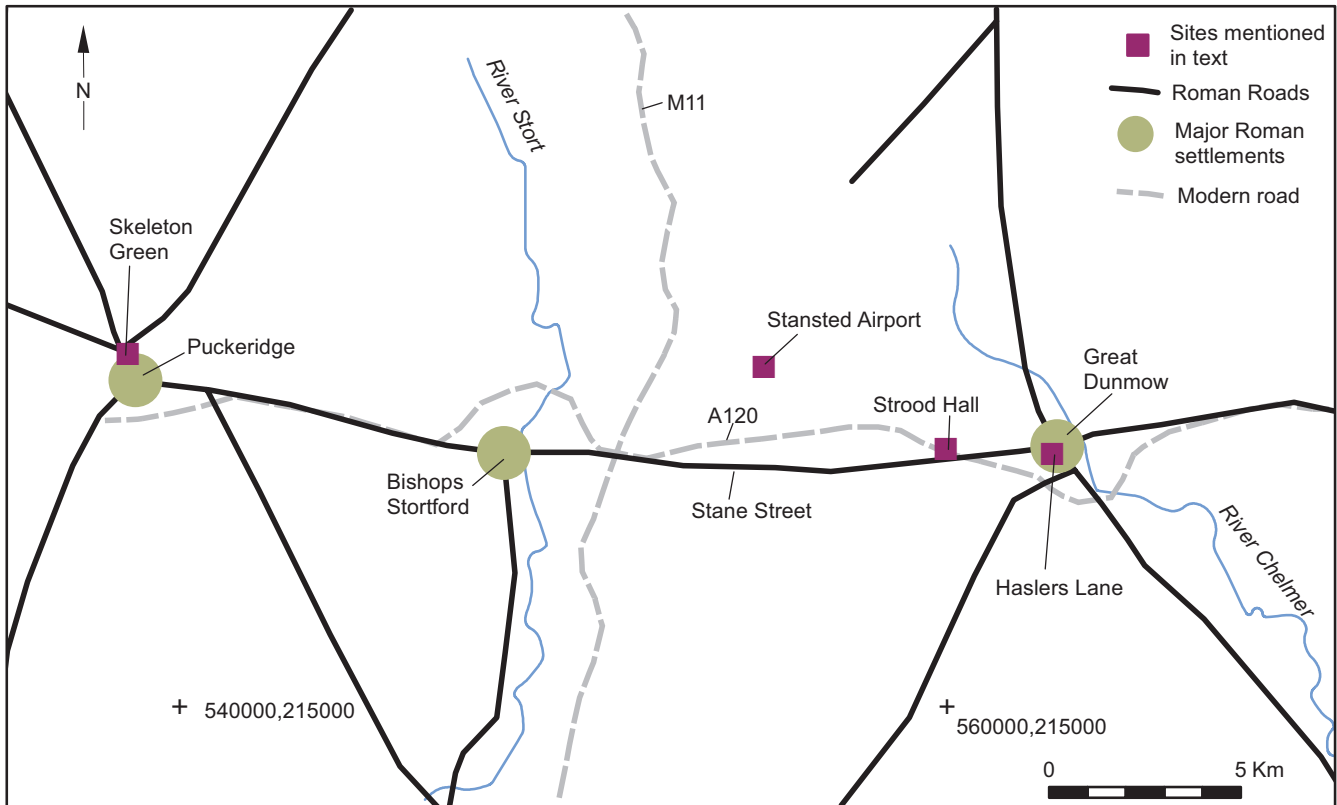 N
River Stort
M11
Sites mentioned
in text
Roman Roads
Major Roman
settlements
Modern road
Skeleton
Green
Puckeridge
Stansted Airport
Great
Dunmow
Strood Hall
A120
Bishops
Stortford
Stane Street
Haslers Lane
River Chelmer
540000,215000
560000,215000
0
5 Km